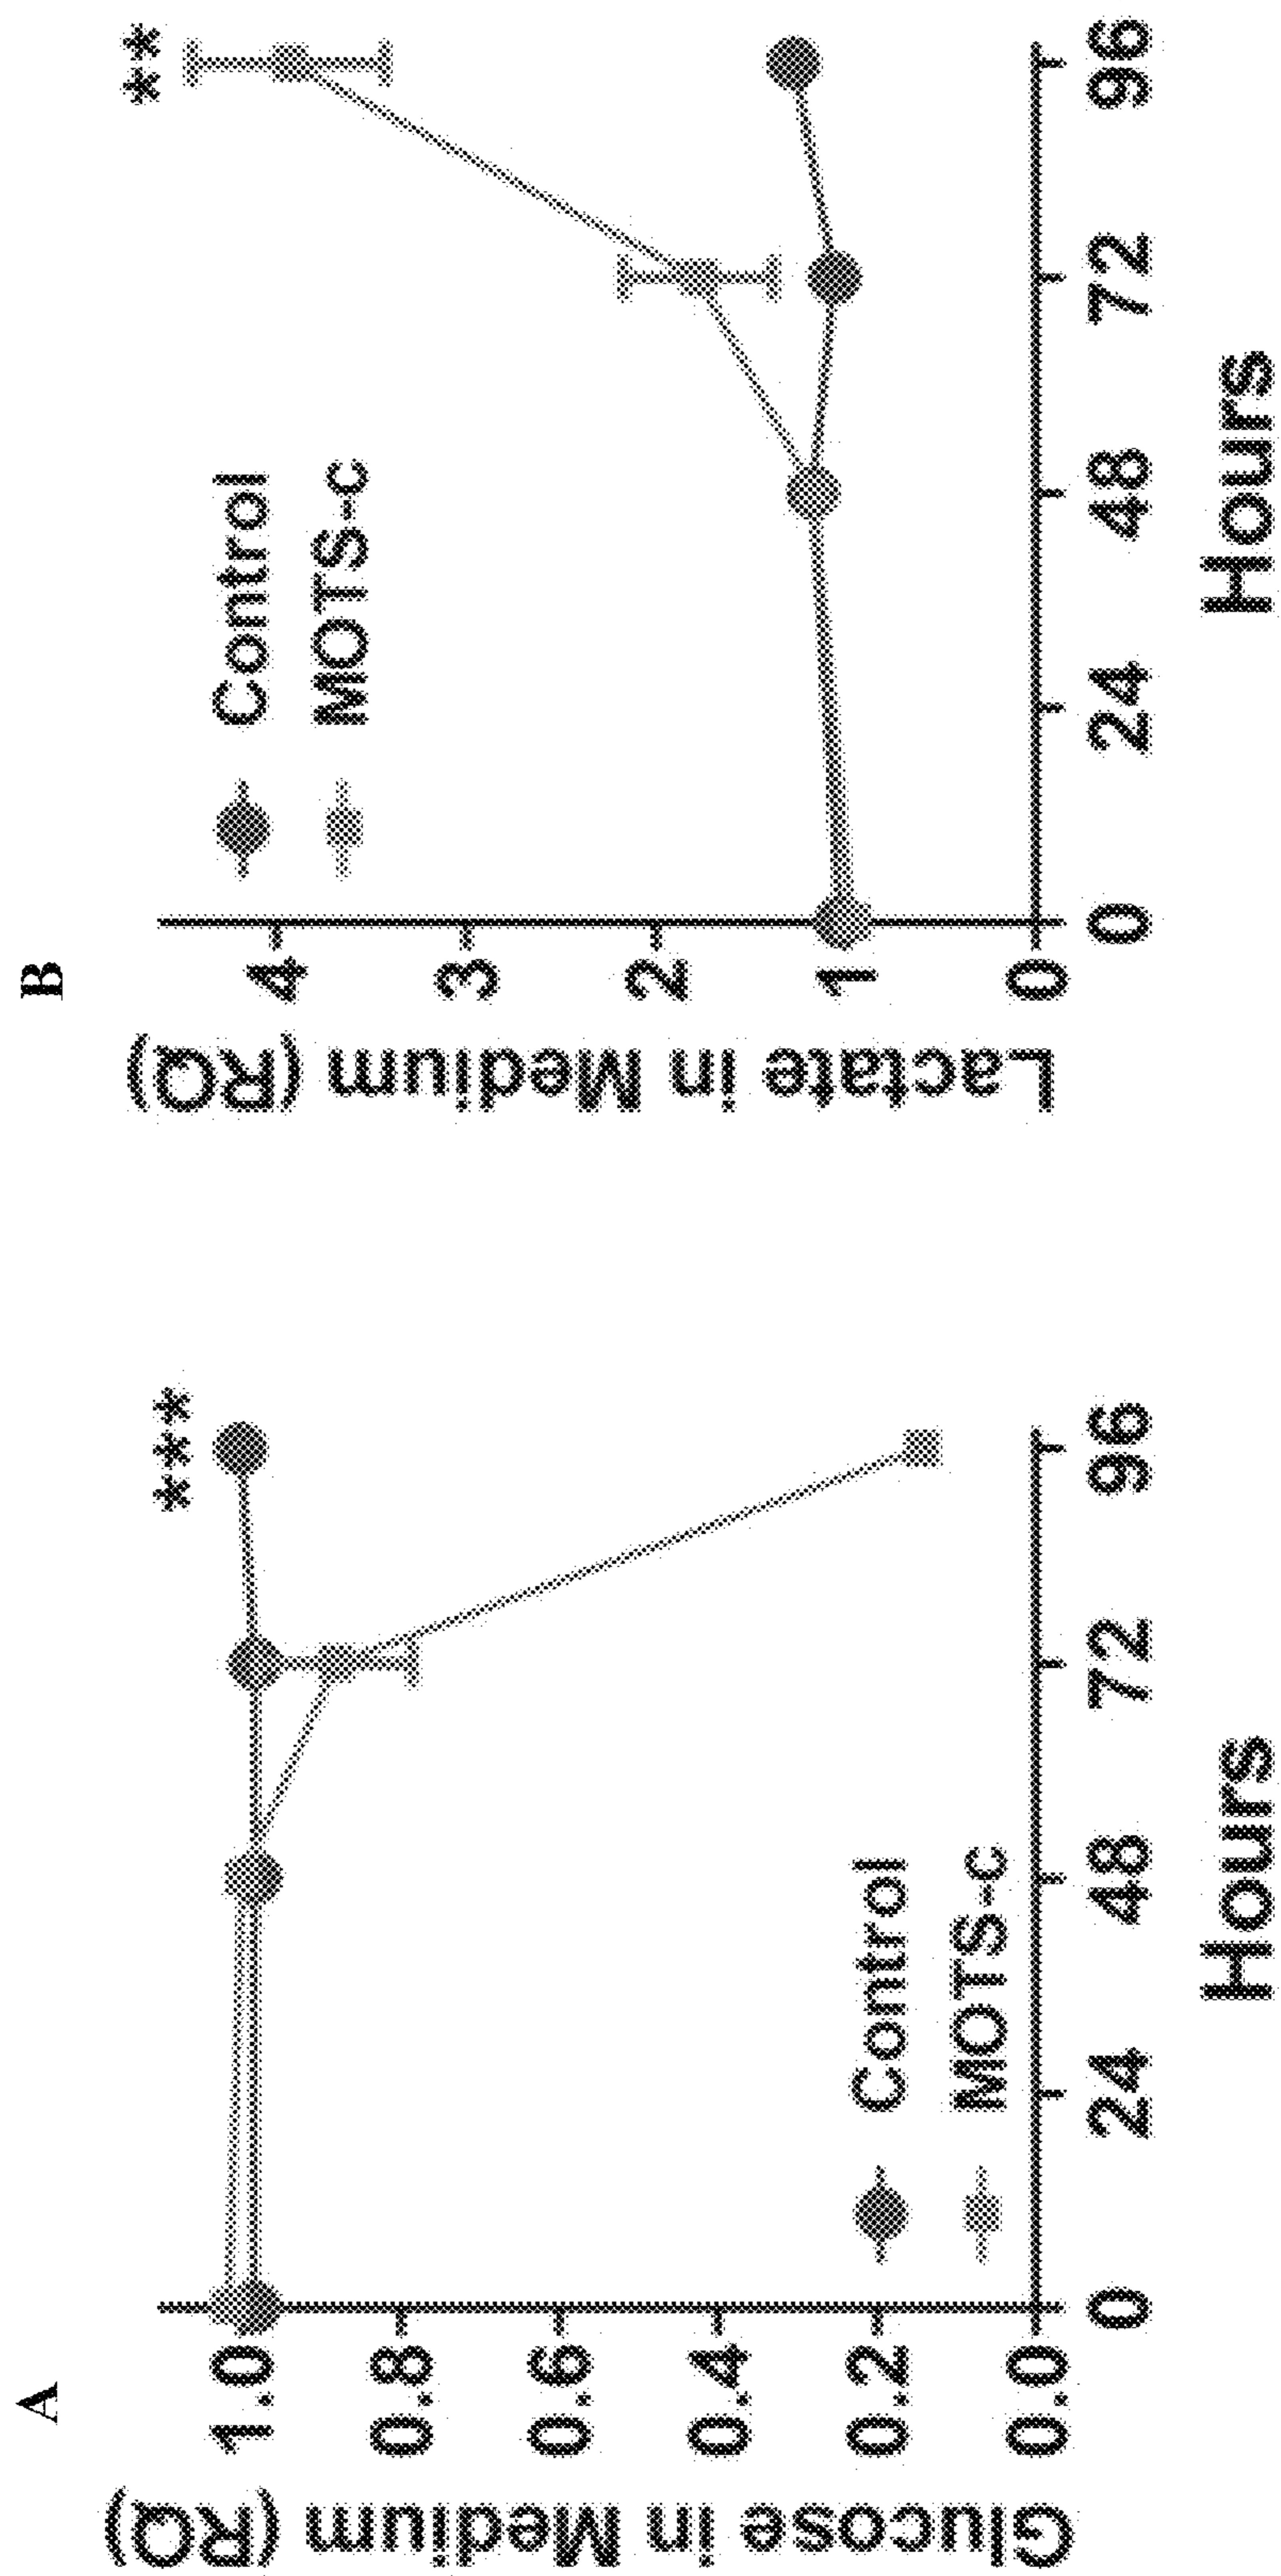 A
Glucose in Medium (RQ)
1.0
0.8
0.6
0.4
0.2
0.0
***
Control
MOTS-c
0 24 48 72 96
Hours
B
Lactate in Medium (RQ)
4
3
2
1
0
**
Control
MOTS-c
0 24 48 72 96
Hours